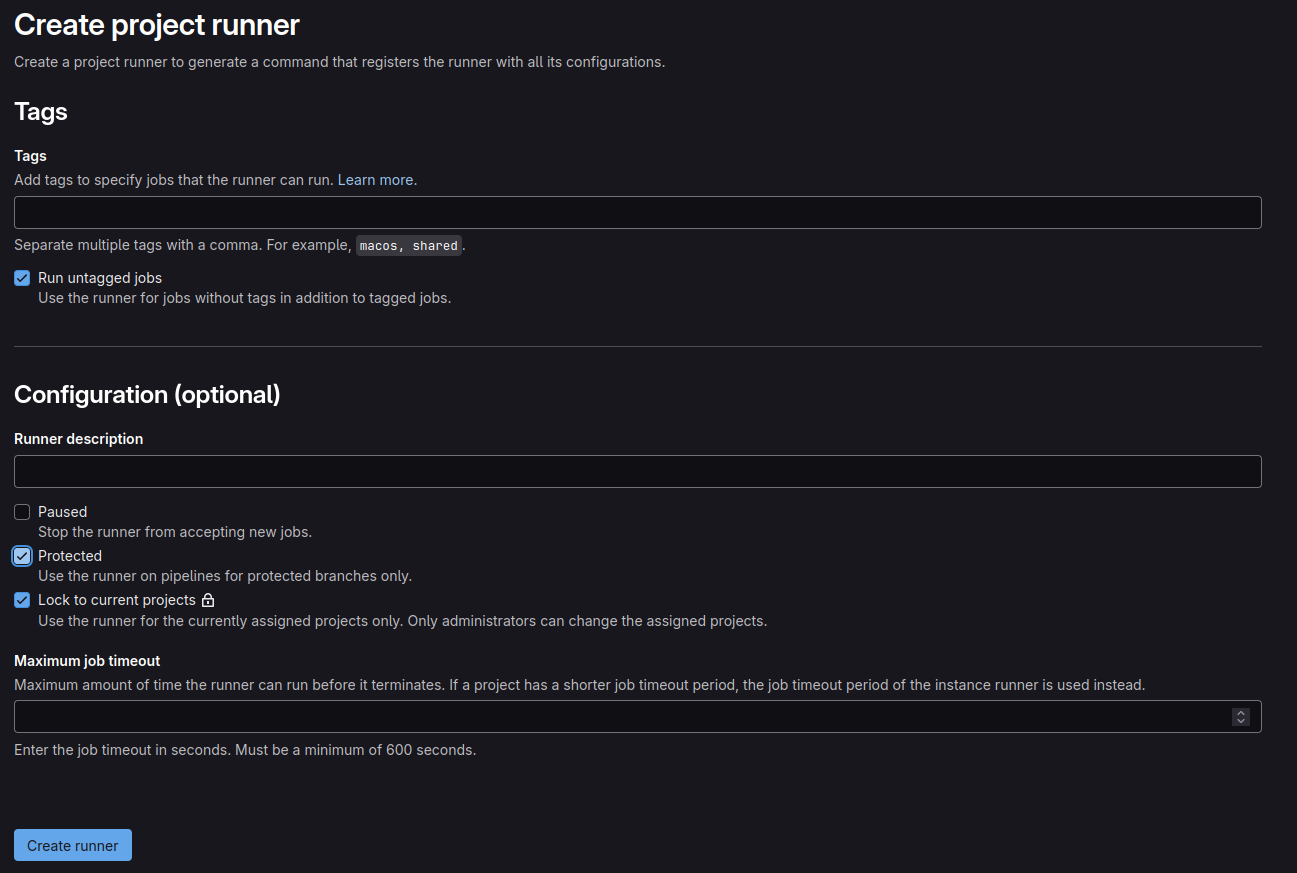 Create project runner
Create a project runner to generate a command that registers the runner with all its configurations.
Tags
Tags
Add tags to specify jobs that the runner can run. Learn more.
Separate multiple tags with a comma. For example, macos, shared.
Run untagged jobs
Use the runner for jobs without tags in addition to tagged jobs.
Configuration (optional)
Runner description
Paused
Stop the runner from accepting new jobs.
Protected
Use the runner on pipelines for protected branches only.
Lock to current projects
Use the runner for the currently assigned projects only. Only administrators can change the assigned projects.
Maximum job timeout
Maximum amount of time the runner can run before it terminates. If a project has a shorter job timeout period, the job timeout period of the instance runner is used instead.
Enter the job timeout in seconds. Must be a minimum of 600 seconds.
Create runner